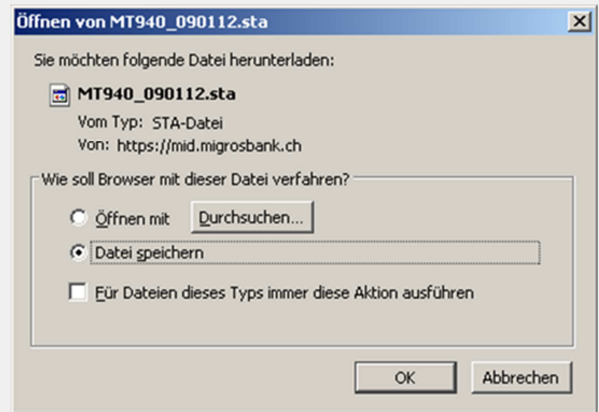 Öffnen von MT940_090112.sta
Sie möchten folgende Datei herunterladen:
MT940_090112.sta
Vom Typ: STA-Datei
Von: https://mid.migrosbank.ch
Wie soll Browser mit dieser Datei verfahren?
Öffnen mit Durchsuchen...
Datei speichern
Für Dateien dieses Typs immer diese Aktion ausführen
OK Abbrechen